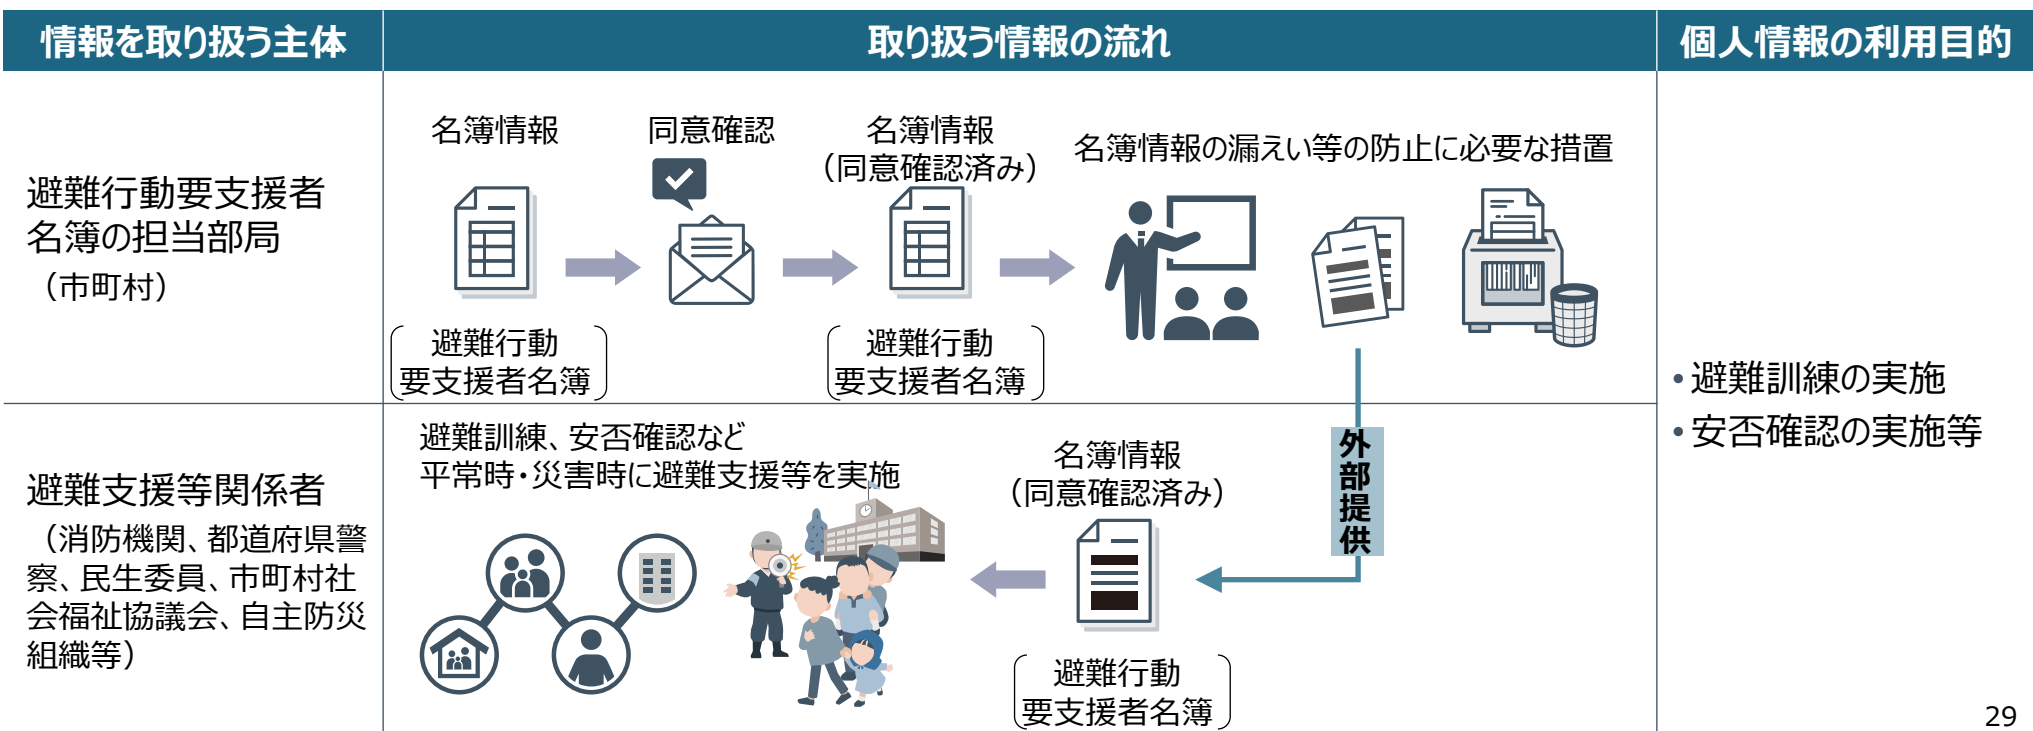 情報を取り扱う主体
取り扱う情報の流れ
個人情報の利用目的
避難行動要支援者
名簿の担当部局
（市町村）
名簿情報
同意確認
名簿情報
（同意確認済み）
名簿情報の漏えい等の防止に必要な措置
避難行動
要支援者名簿
避難行動
要支援者名簿
外部提供
避難支援等関係者
（消防機関、都道府県警
察、民生委員、市町村社
会福祉協議会、自主防災
組織等）
避難訓練、安否確認など
平常時・災害時に避難支援等を実施
名簿情報
（同意確認済み）
避難行動
要支援者名簿
•避難訓練の実施
•安否確認の実施等
29